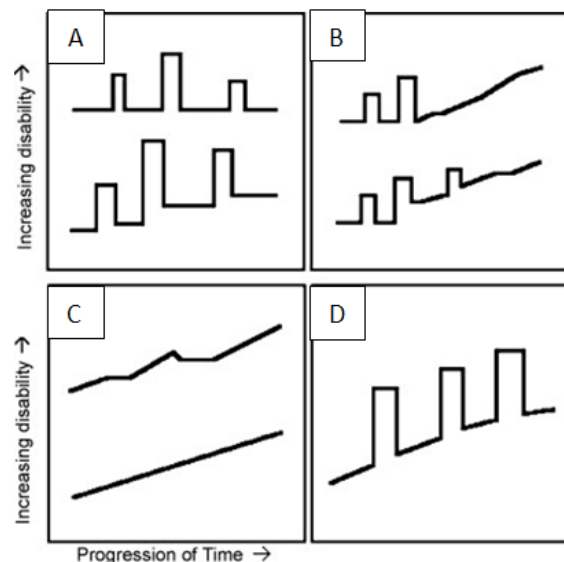 A
B
Increasing disability →
C
D
Increasing disability →
Progression of Time →